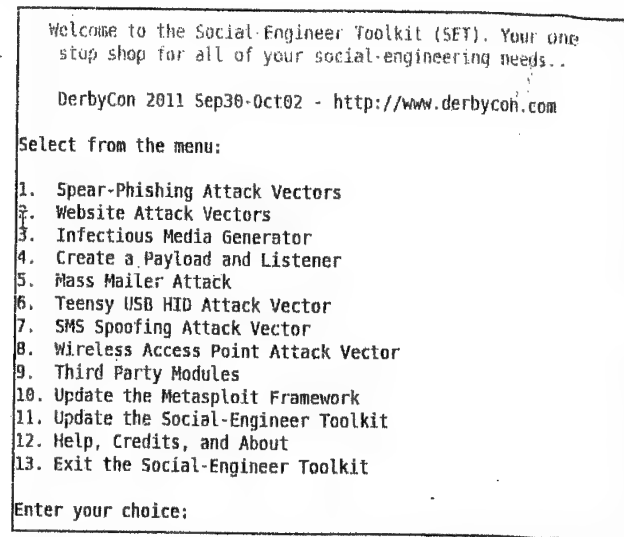 Welcome to the Social-Engineer Toolkit (SET). Your one
stop shop for all of your social-engineering needs..
DerbyCon 2011 Sep30-Oct02 - http://www.derbycon.com
Select from the menu:
1. Spear-Phishing Attack Vectors
2. Website Attack Vectors
3. Infectious Media Generator
4. Create a Payload and Listener
5. Mass Mailer Attack
6. Teensy USB HID Attack Vector
7. SMS Spoofing Attack Vector
8. Wireless Access Point Attack Vector
9. Third Party Modules
10. Update the Metasploit Framework
11. Update the Social-Engineer Toolkit
12. Help, Credits, and About
13. Exit the Social-Engineer Toolkit
Enter your choice: